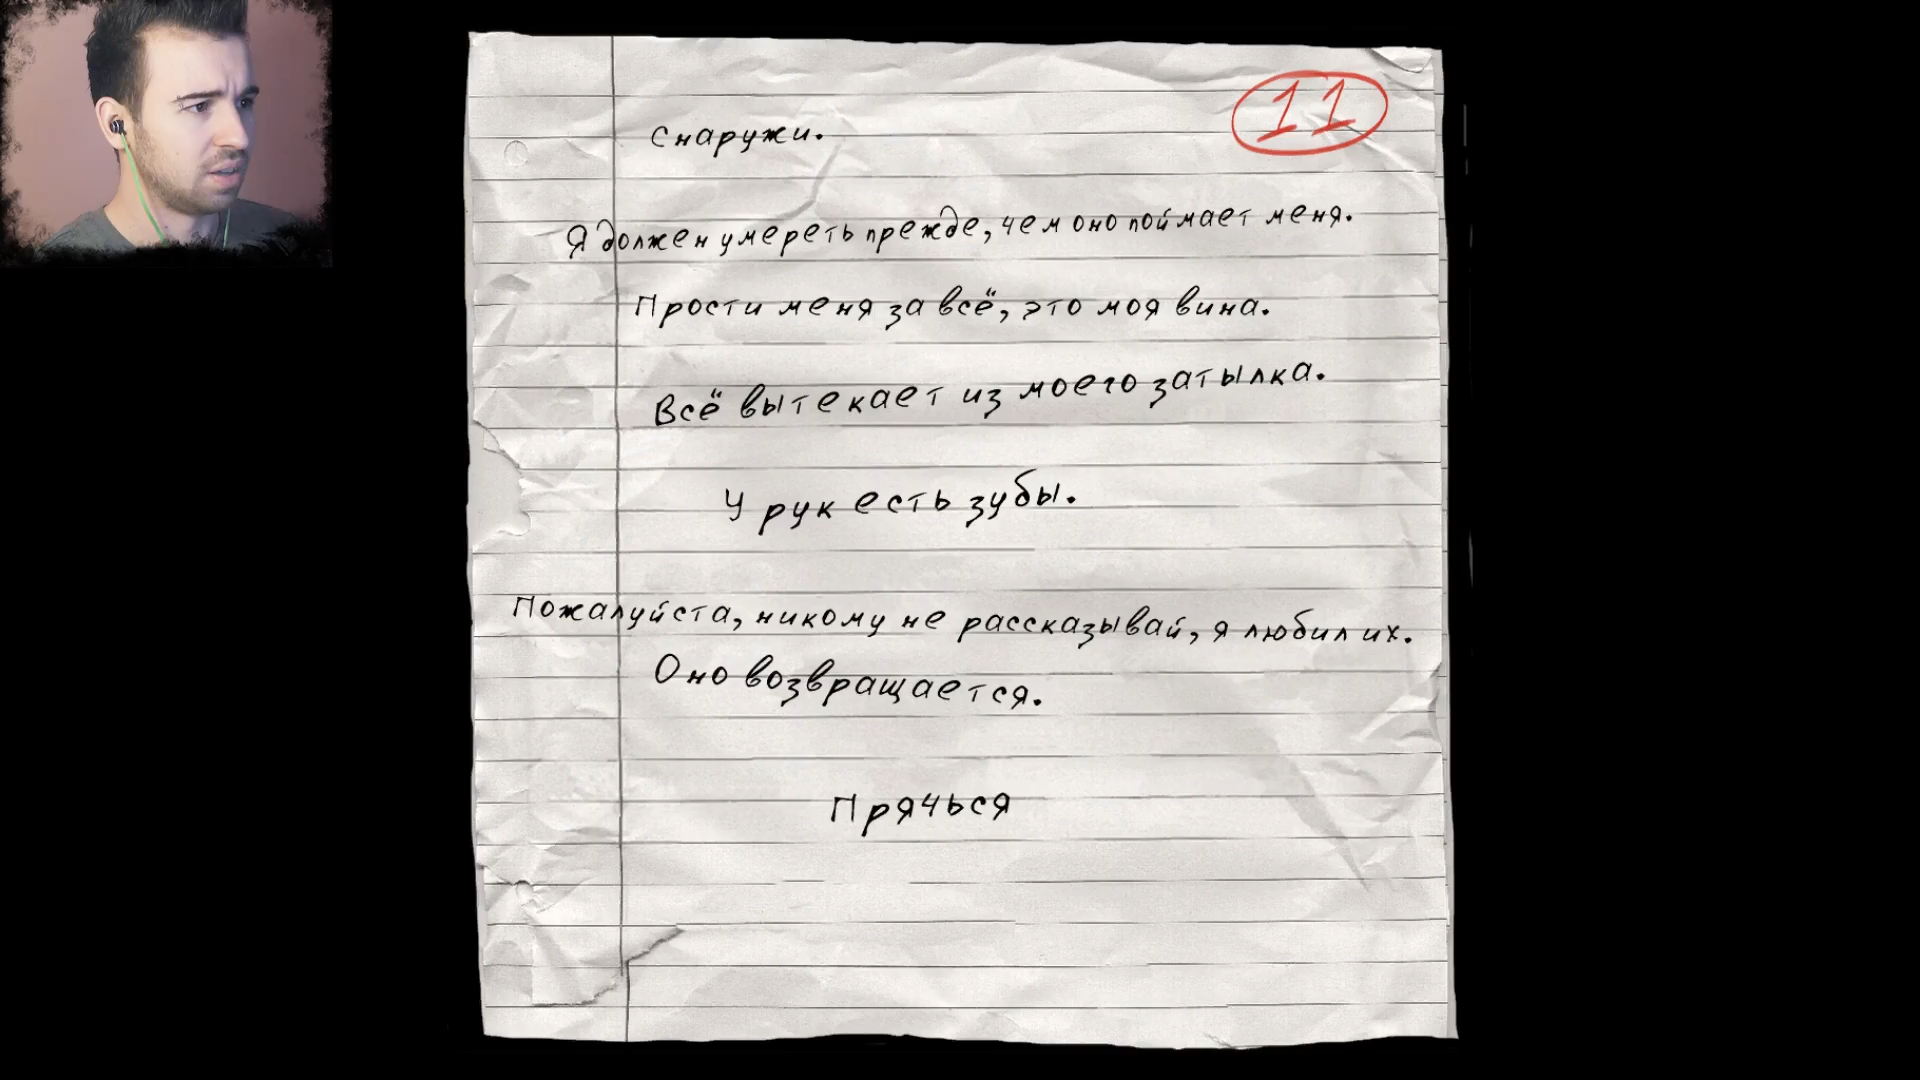 11
Снаружи.
Я должен умереть прежде, чем оно поймает меня.
Прости меня за всё, это моя вина.
Всё вытекает из моего затылка.
У рук есть зубы.
Пожалуйста, никому не рассказывай, я любил их.
Оно возвращается.
Прячься